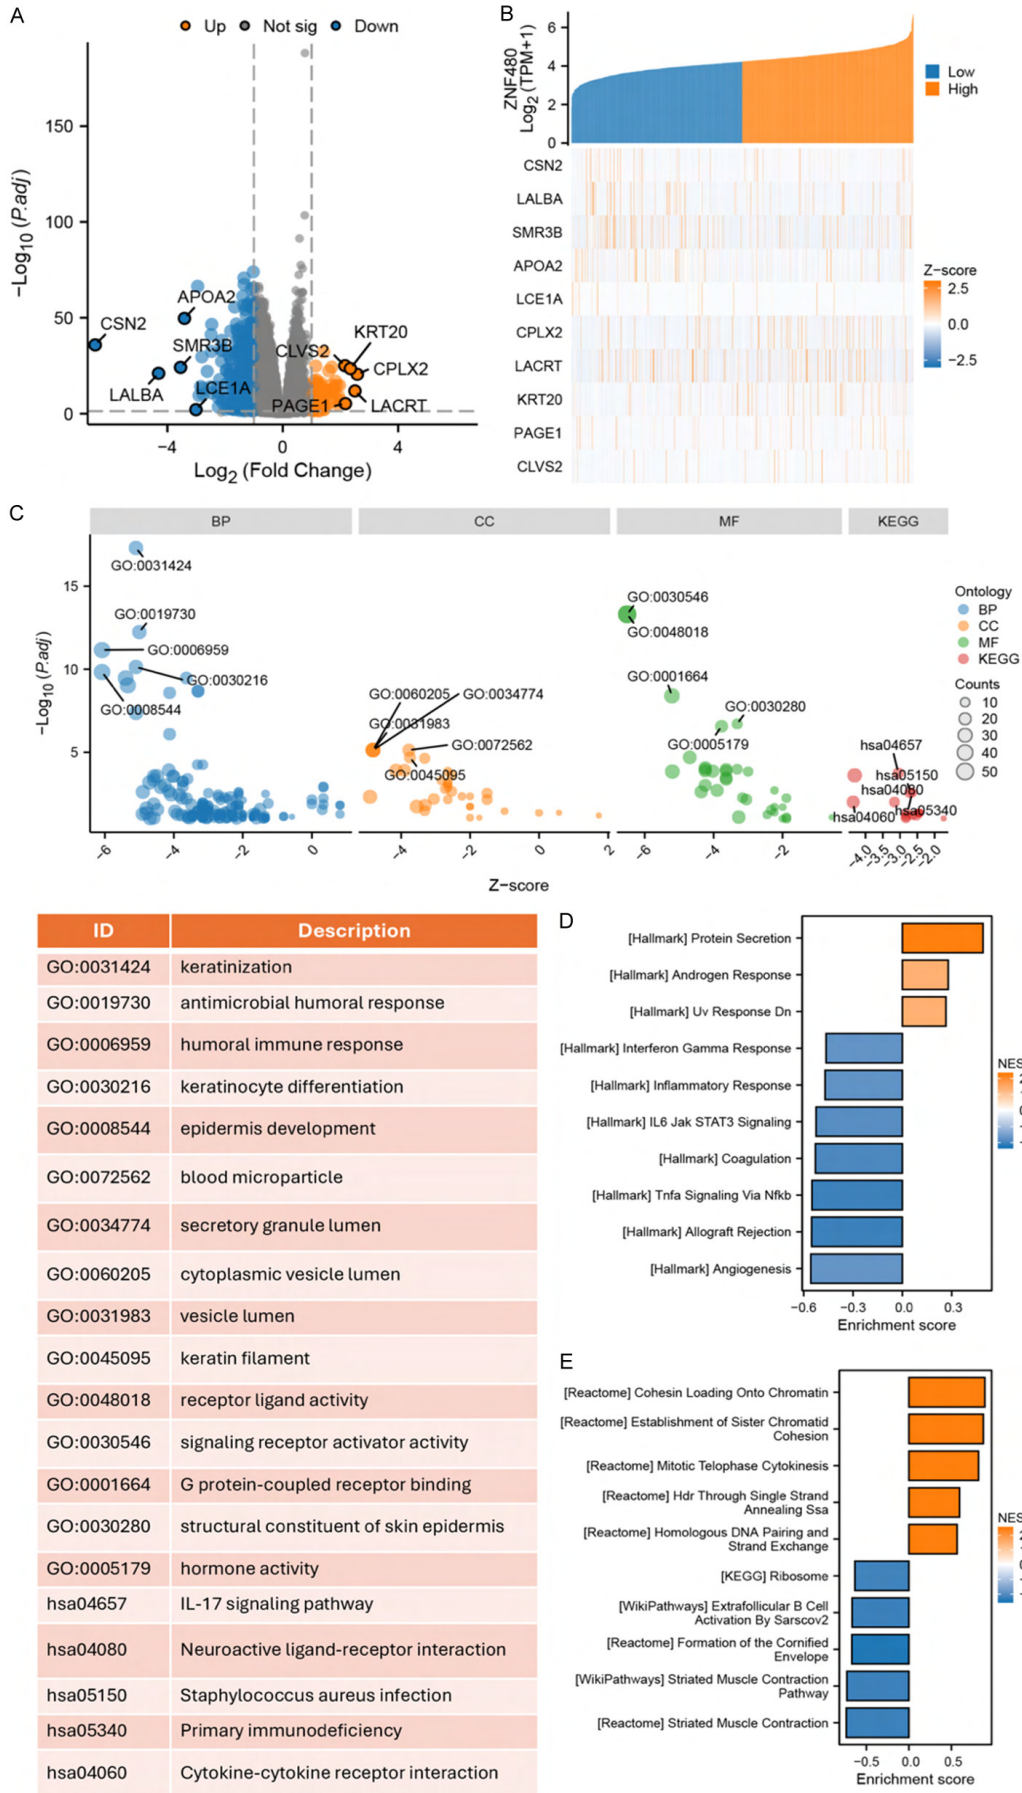 A
Up Not sig Down
−Log10 (P.adj)
150
100
50
0
CSN2
APOA2
SMR3B
LALBA
LCE1A
CLVS2
KRT20
CPLX2
PAGE1
LACRT
−4 0 4
Log2 (Fold Change)
B
ZNF480
Log2 (TPM+1)
6
4
2
0
Low
High
CSN2
LALBA
SMR3B
APOA2
LCE1A
CPLX2
LACRT
KRT20
PAGE1
CLVS2
Z−score
2.5
0.0
−2.5
C
BP CC MF KEGG
−Log10 (P.adj)
15
10
5
GO:0031424
GO:0019730
GO:0006959
GO:0030216
GO:0008544
GO:0060205
GO:0034774
GO:0031983
GO:0072562
GO:0045095
GO:0030546
GO:0048018
GO:0001664
GO:0030280
GO:0005179
hsa04657
hsa05150
hsa04080
hsa05340
hsa04060
−6 −4 −2 0
−4 −2 0 2
−6 −4 −2
−4.0 −3.5 −3.0 −2.5 −2.0
Z−score
Ontology
BP
CC
MF
KEGG
Counts
10
20
30
40
50
ID Description
GO:0031424 keratinization
GO:0019730 antimicrobial humoral response
GO:0006959 humoral immune response
GO:0030216 keratinocyte differentiation
GO:0008544 epidermis development
GO:0072562 blood microparticle
GO:0034774 secretory granule lumen
GO:0060205 cytoplasmic vesicle lumen
GO:0031983 vesicle lumen
GO:0045095 keratin filament
GO:0048018 receptor ligand activity
GO:0030546 signaling receptor activator activity
GO:0001664 G protein-coupled receptor binding
GO:0030280 structural constituent of skin epidermis
GO:0005179 hormone activity
hsa04657 IL-17 signaling pathway
hsa04080 Neuroactive ligand-receptor interaction
hsa05150 Staphylococcus aureus infection
hsa05340 Primary immunodeficiency
hsa04060 Cytokine-cytokine receptor interaction
D
[Hallmark] Protein Secretion
[Hallmark] Androgen Response
[Hallmark] Uv Response Dn
[Hallmark] Interferon Gamma Response
[Hallmark] Inflammatory Response
[Hallmark] IL6 Jak STAT3 Signaling
[Hallmark] Coagulation
[Hallmark] Tnfa Signaling Via Nfkb
[Hallmark] Allograft Rejection
[Hallmark] Angiogenesis
−0.6 −0.3 0.0 0.3
Enrichment score
NES
E
[Reactome] Cohesin Loading Onto Chromatin
[Reactome] Establishment of Sister Chromatid
Cohesion
[Reactome] Mitotic Telophase Cytokinesis
[Reactome] Hdr Through Single Strand
Annealing Ssa
[Reactome] Homologous DNA Pairing and
Strand Exchange
[KEGG] Ribosome
[WikiPathways] Extrafollicular B Cell
Activation By Sarscov2
[Reactome] Formation of the Cornified
Envelope
[WikiPathways] Striated Muscle Contraction
Pathway
[Reactome] Striated Muscle Contraction
−0.5 0.0 0.5
Enrichment score
NES